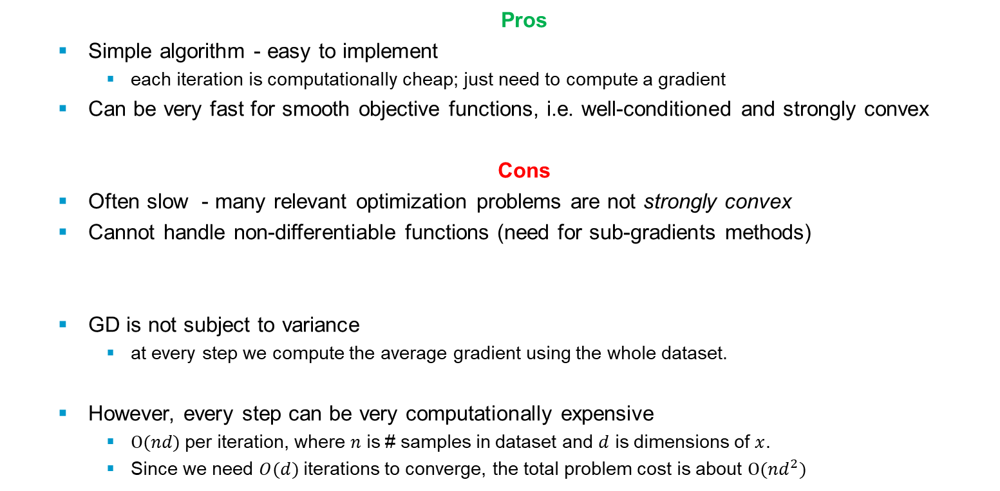 Pros
▪ Simple algorithm - easy to implement
▪ each iteration is computationally cheap; just need to compute a gradient
▪ Can be very fast for smooth objective functions, i.e. well-conditioned and strongly convex
Cons
▪ Often slow - many relevant optimization problems are not strongly convex
▪ Cannot handle non-differentiable functions (need for sub-gradients methods)
▪ GD is not subject to variance
▪ at every step we compute the average gradient using the whole dataset.
▪ However, every step can be very computationally expensive
▪ O(nd) per iteration, where n is # samples in dataset and d is dimensions of x.
▪ Since we need O(d) iterations to converge, the total problem cost is about O(nd²)